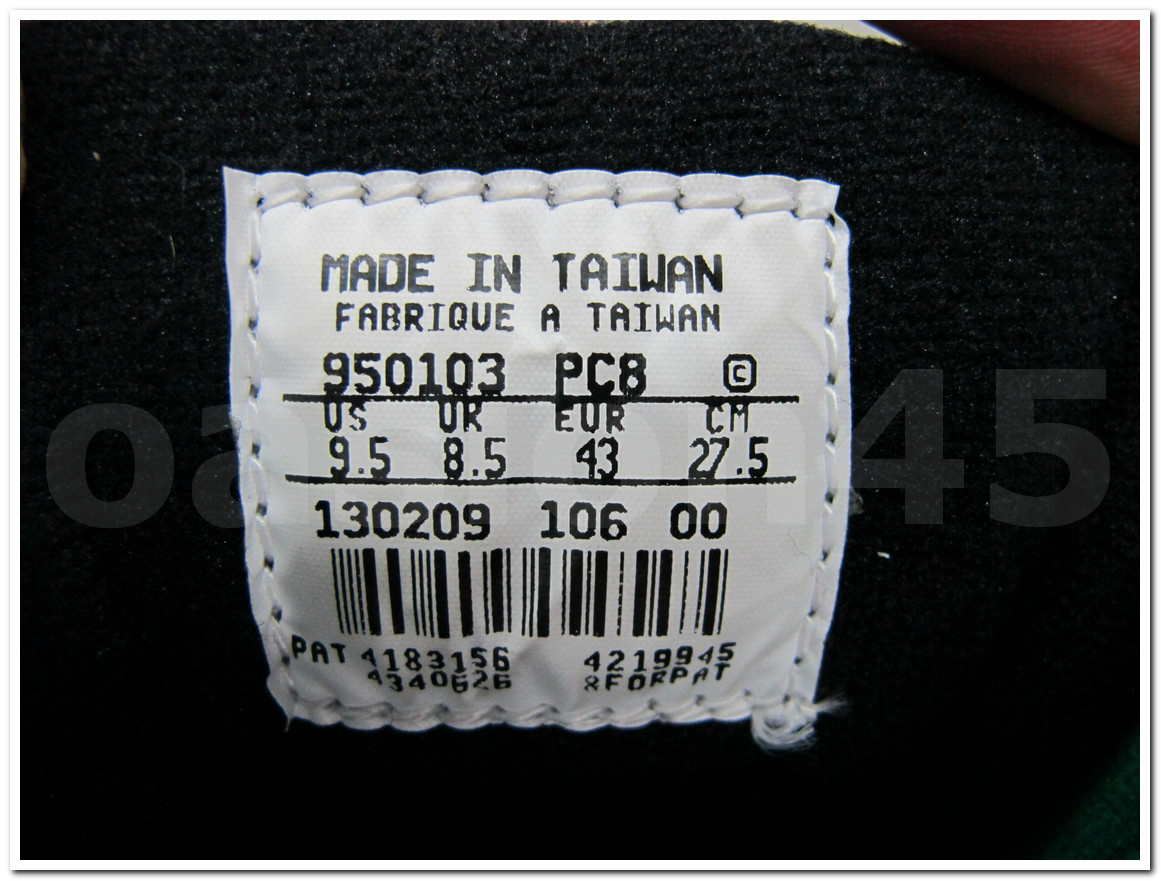 MADE IN TAIWAN
FABRIQUE A TAIWAN
950103 PC8 ©
US UK EUR CM
9.5 8.5 43 27.5
130209 106 00
PAT 4183156 4219945
4340626 &FORPAT